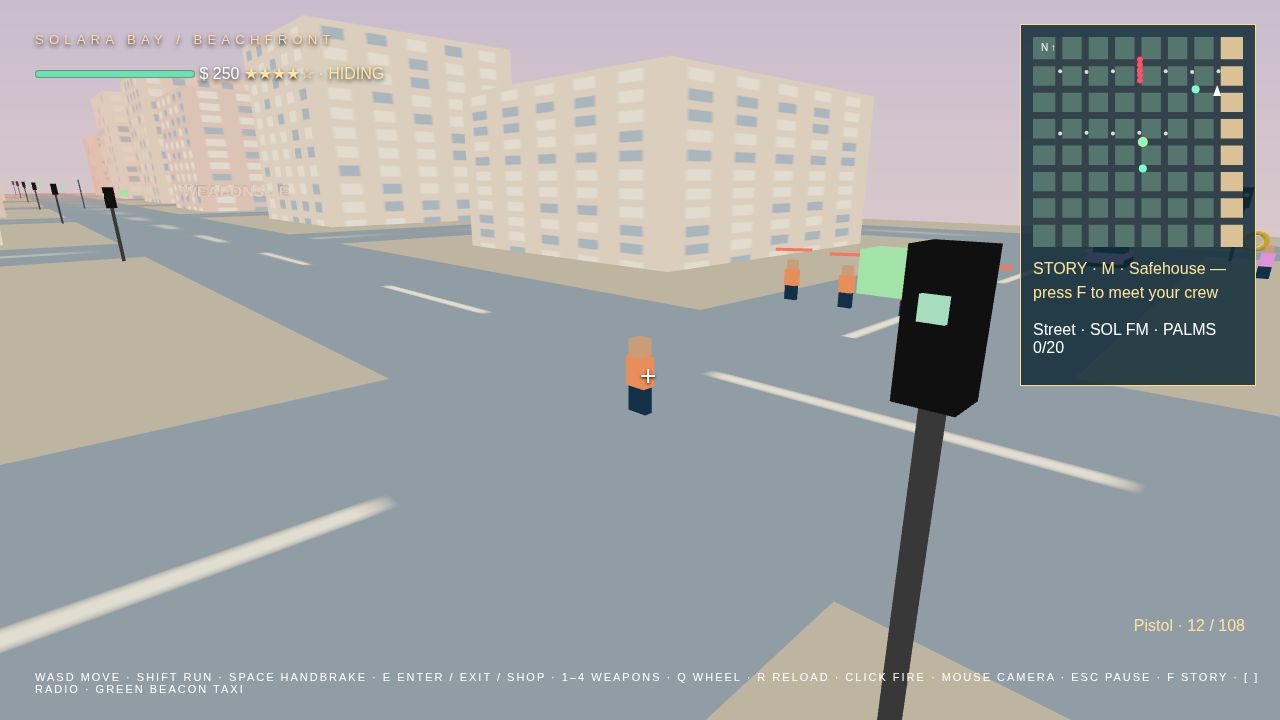 SOLARA BAY / BEACHFRONT
$ 250 ★★★★☆ · HIDING
N ↑
STORY · M · Safehouse —
press F to meet your crew
Street · SOL FM · PALMS
0/20
Pistol · 12 / 108
WASD MOVE · SHIFT RUN · SPACE HANDBRAKE · E ENTER / EXIT / SHOP · 1–4 WEAPONS · Q WHEEL · R RELOAD · CLICK FIRE · MOUSE CAMERA · ESC PAUSE · F STORY · [ ]
RADIO · GREEN BEACON TAXI